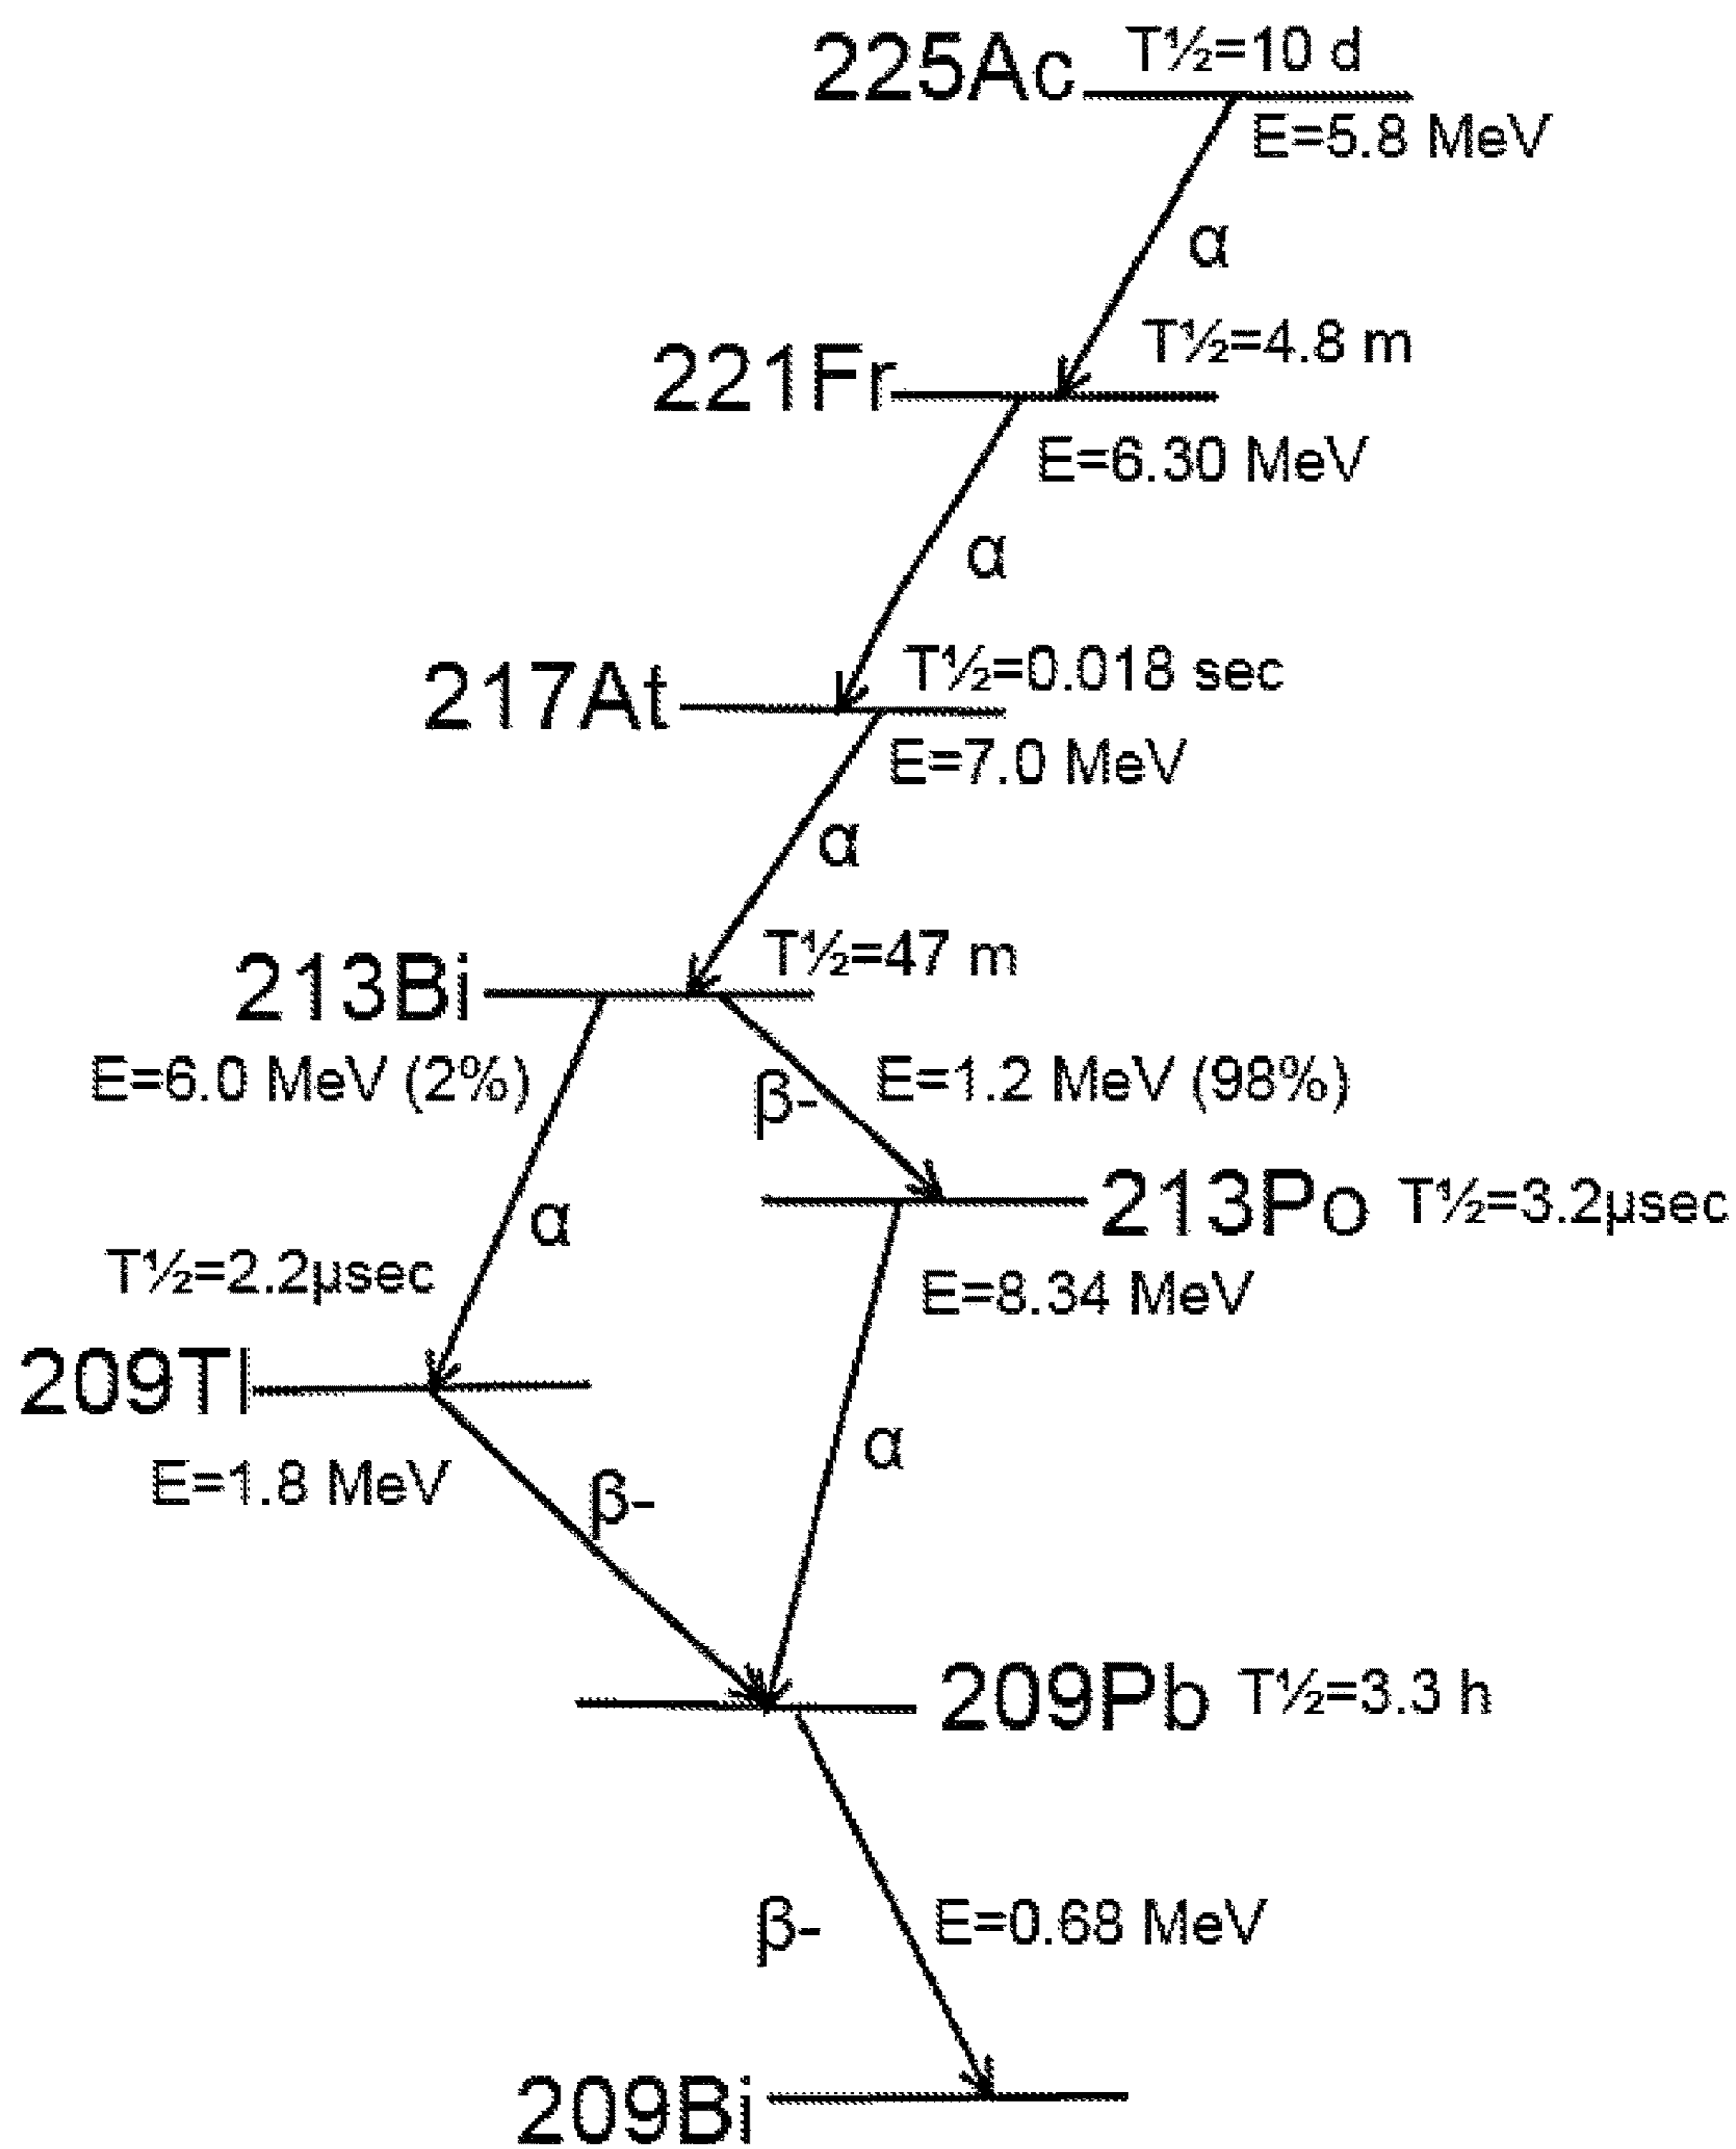 225Ac T½=10 d
E=5.8 MeV
α
T½=4.8 m
221Fr
E=6.30 MeV
α
T½=0.018 sec
217At
E=7.0 MeV
α
T½=47 m
213Bi
E=6.0 MeV (2%)
β-
E=1.2 MeV (98%)
α
213Po T½=3.2µsec
T½=2.2µsec
E=8.34 MeV
209Tl
α
E=1.8 MeV
β-
209Pb T½=3.3 h
β-
E=0.68 MeV
209Bi